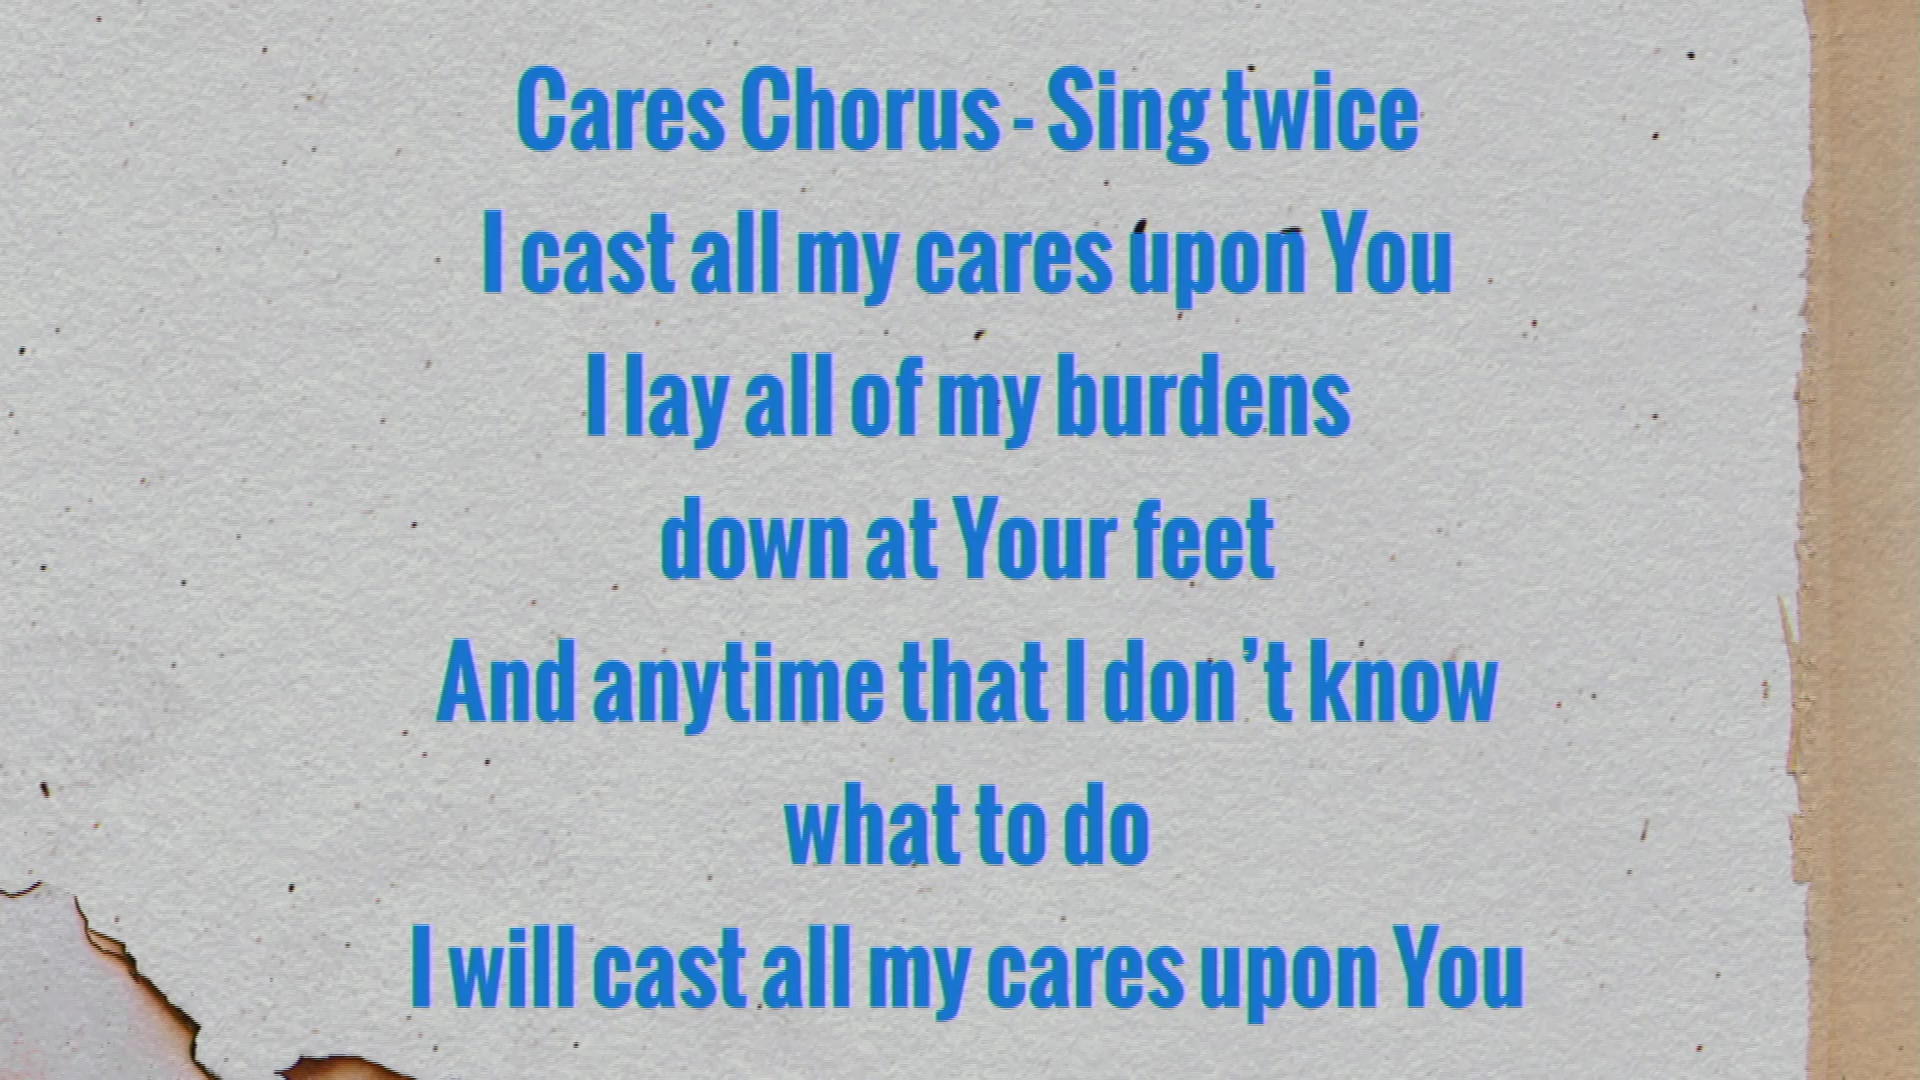 Cares Chorus - Sing twice
I cast all my cares upon You
I lay all of my burdens
down at Your feet
And anytime that I don’t know
what to do
I will cast all my cares upon You